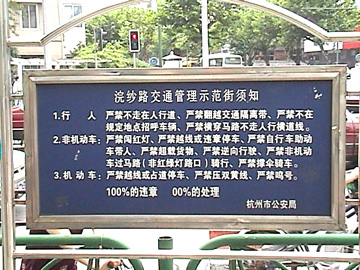 浣纱路交通管理示范街须知
1.行 人 严禁不走在人行道、严禁翻越交通隔离带、严禁不在
规定地点招呼车辆、严禁横穿马路不走人行横道线。
2.非机动车: 严禁闯红灯、严禁越线或违章停车、严禁自行车助动
车带人、严禁超载货物、严禁逆向行驶、严禁非机动
车过马路(非红绿灯路口)骑行、严禁撑伞骑车。
3.机动车: 严禁越线或占道停车、严禁压双黄线、严禁鸣号。
100%的违章 00%的处理
杭州市公安局